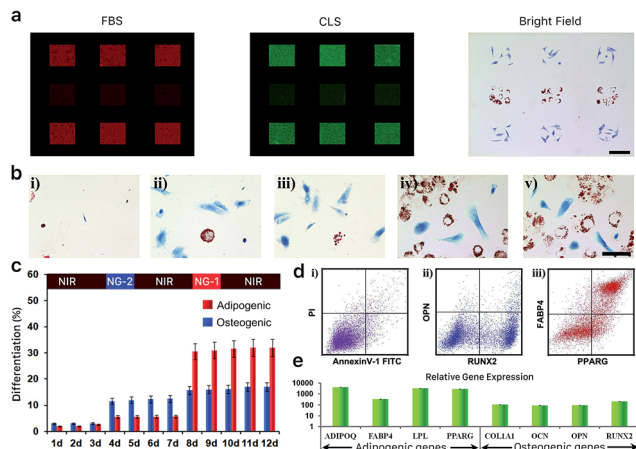 a
FBS
CLS
Bright Field
b
i)
ii)
iii)
iv)
v)
c
60
50
40
30
20
10
0
Differentiation (%)
NIR
NG-2
NIR
NG-1
NIR
Adipogenic
Osteogenic
1d 2d 3d 4d 5d 6d 7d 8d 9d 10d 11d 12d
d
i)
PI
AnnexinV-1 FITC
ii)
OPN
RUNX2
iii)
FABP4
PPARG
e
Relative Gene Expression
10000
1000
100
10
1
ADIPOQ FABP4 LPL PPARG COL1A1 OCN OPN RUNX2
Adipogenic genes
Osteogenic genes